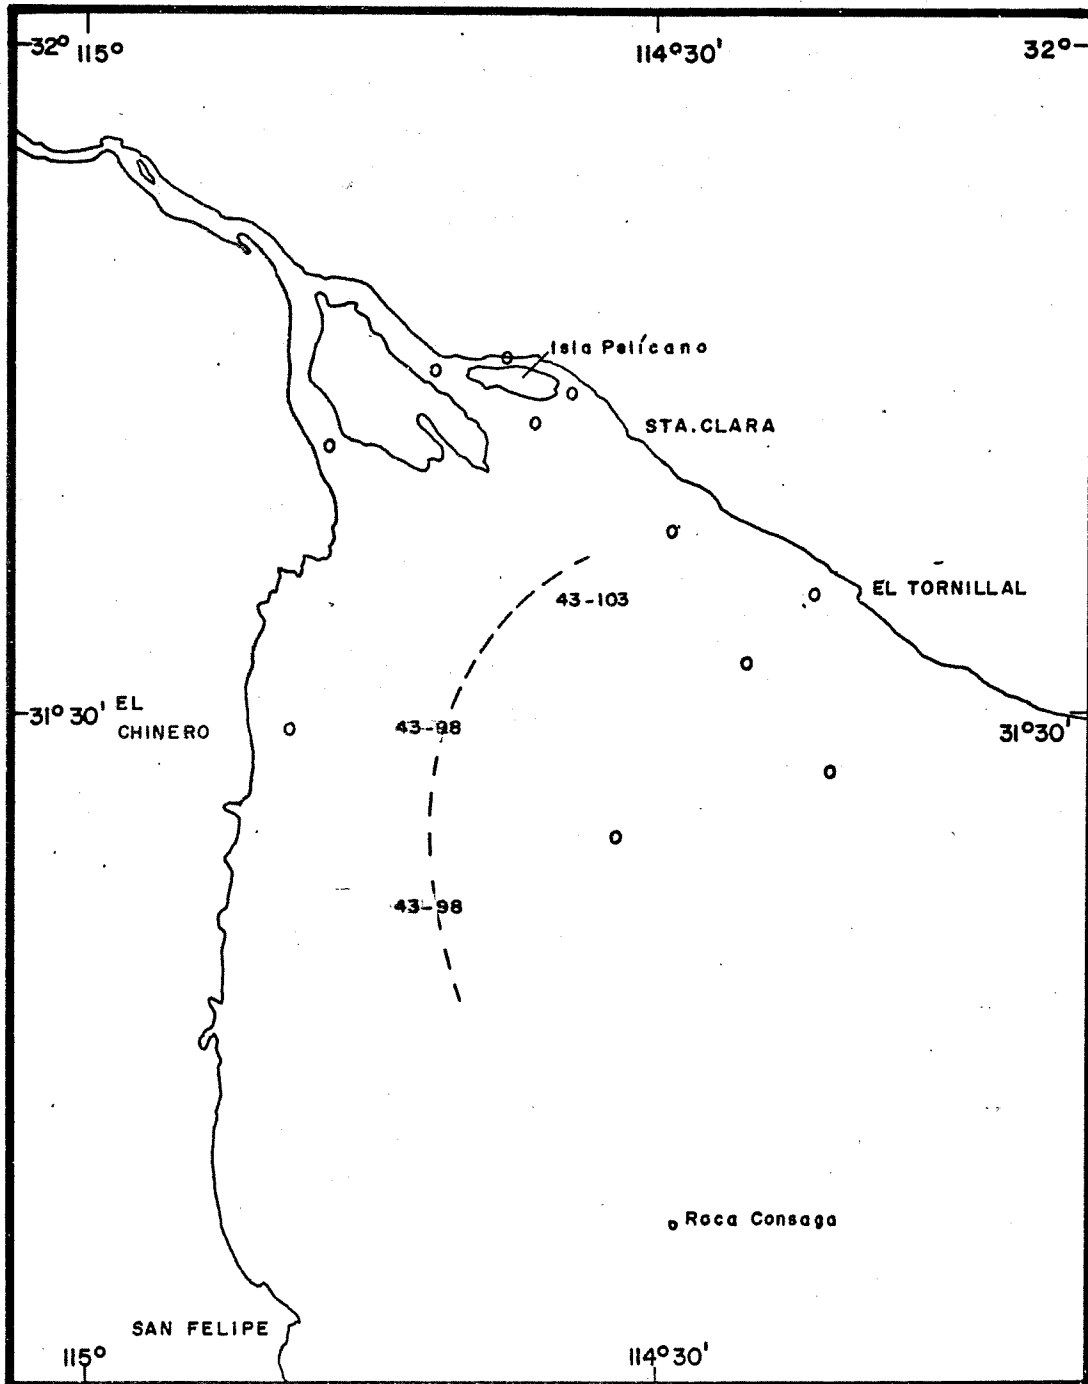 32° 115° 114°30' 32°
Isla Pelícano
STA. CLARA
EL TORNILLAL
43-103
31°30' EL
CHINERO
43-98
31°30'
43-98
Roca Consaga
SAN FELIPE
115° 114°30'